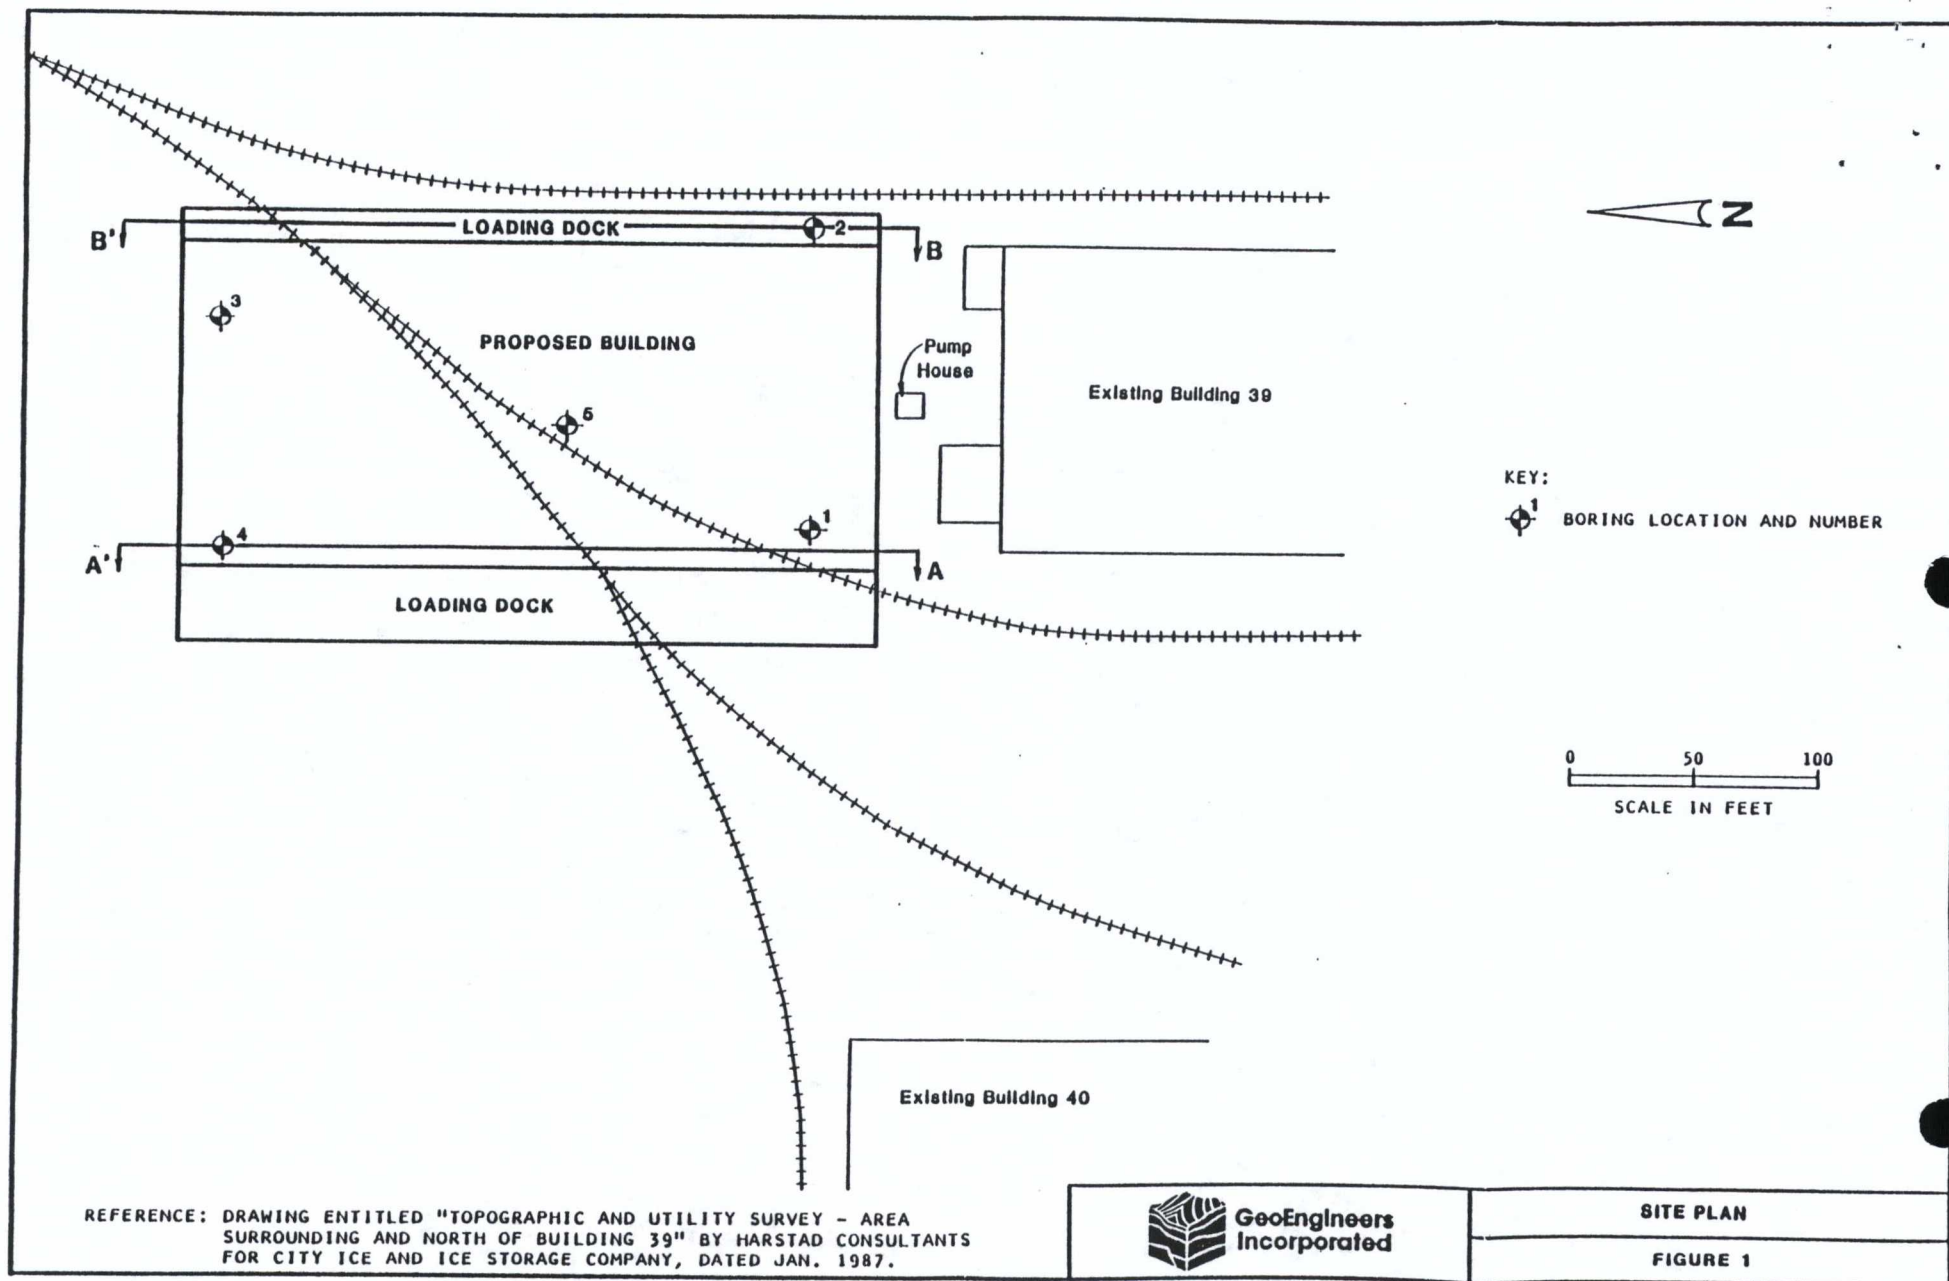 LOADING DOCK
2
B'
B
3
PROPOSED BUILDING
Pump
House
Existing Building 39
5
1
4
A'
A
LOADING DOCK
N
KEY:
1 BORING LOCATION AND NUMBER
0 50 100
SCALE IN FEET
Existing Building 40
REFERENCE: DRAWING ENTITLED "TOPOGRAPHIC AND UTILITY SURVEY - AREA
SURROUNDING AND NORTH OF BUILDING 39" BY HARSTAD CONSULTANTS
FOR CITY ICE AND ICE STORAGE COMPANY, DATED JAN. 1987.
GeoEngineers
Incorporated
SITE PLAN
FIGURE 1